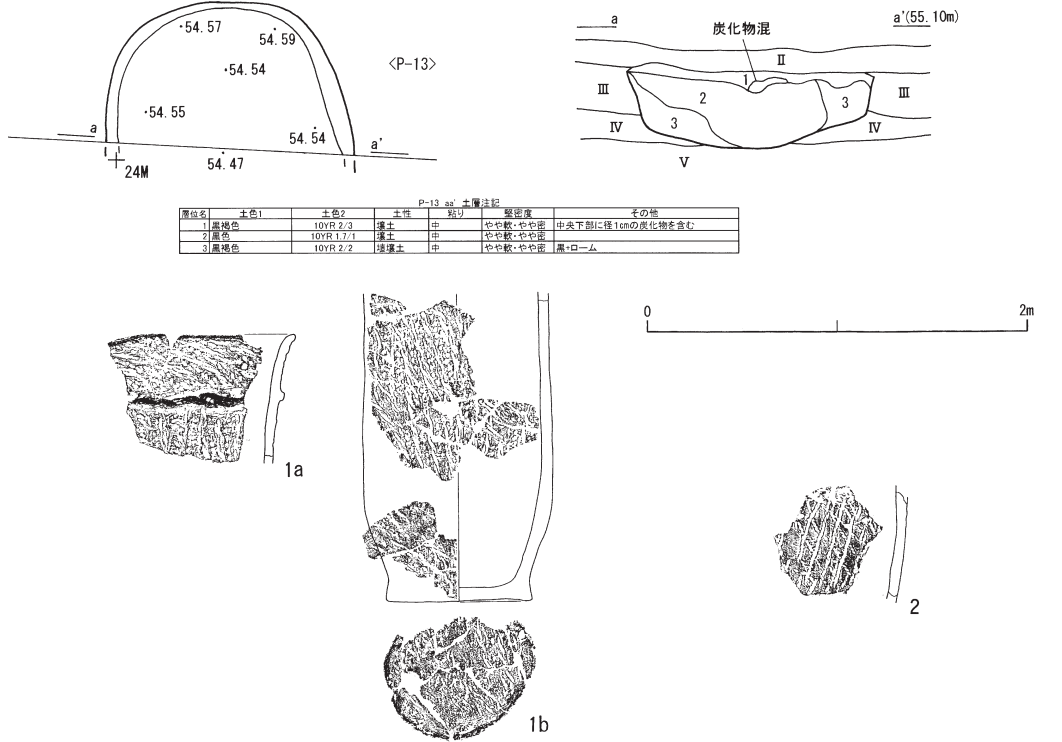 54.57
54.59
54.54
54.55
54.54
54.47
<P-13>
a
a'
24M
a
a'(55.10m)
炭化物混
Ⅱ
1
2
3
3
Ⅲ
Ⅲ
Ⅳ
Ⅳ
Ⅴ
P-13 aa' 土層注記
層位名 土色1 土色2 土性 粘り 堅密度 その他
1 黒褐色 10YR 2/3 壌土 中 やや軟・やや密 中央下部に径1cmの炭化物を含む
2 黒色 10YR 1.7/1 壌土 中 やや軟・やや密
3 黒褐色 10YR 2/2 埴壌土 中 やや軟・やや密 黒+ローム
0 2m
1a
1b
2